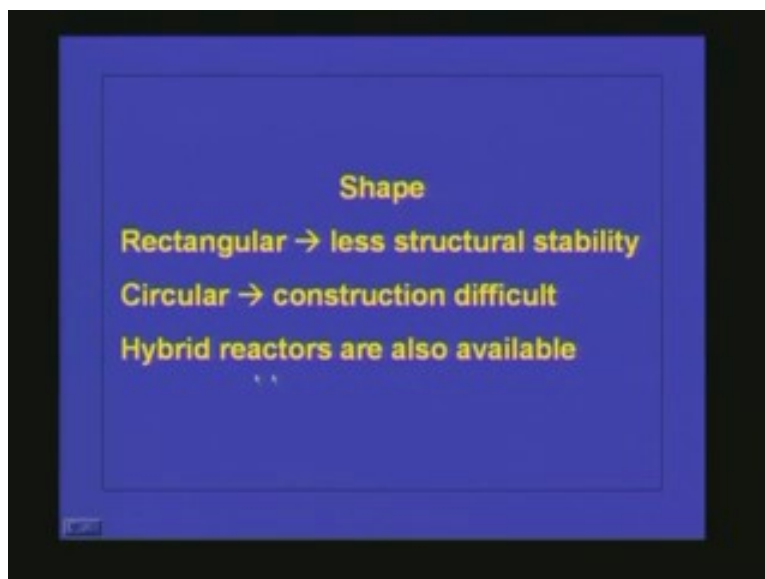 Shape
Rectangular → less structural stability
Circular → construction difficult
Hybrid reactors are also available